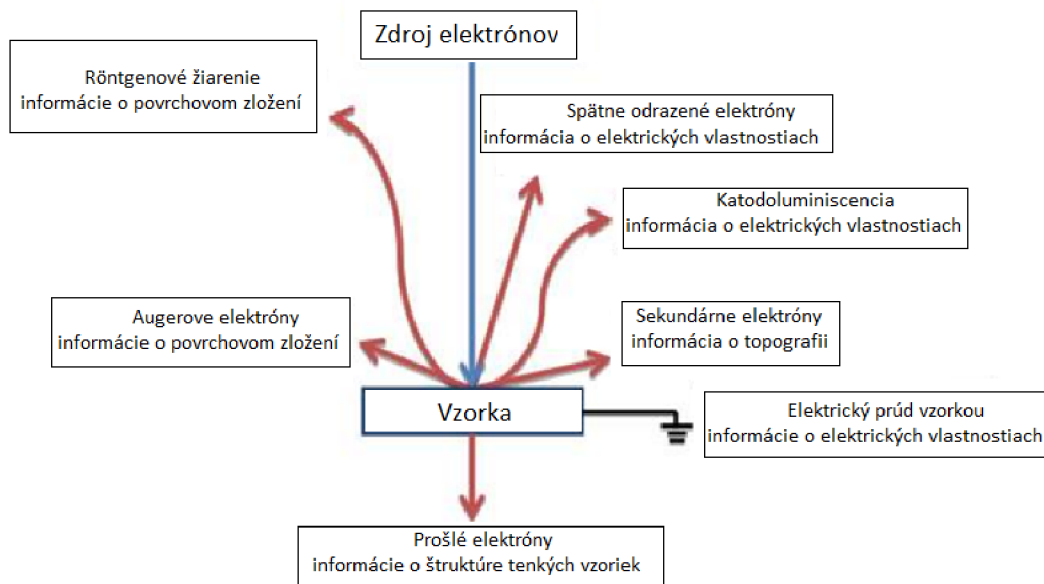 Zdroj elektrónov
Röntgenové žiarenie
informácie o povrchovom zložení
Spätne odrazené elektróny
informácia o elektrických vlastnostiach
Katodoluminiscencia
informácia o elektrických vlastnostiach
Augerove elektróny
informácie o povrchovom zložení
Sekundárne elektróny
informácia o topografii
Vzorka
Elektrický prúd vzorkou
informácie o elektrických vlastnostiach
Prošlé elektróny
informácie o štruktúre tenkých vzoriek